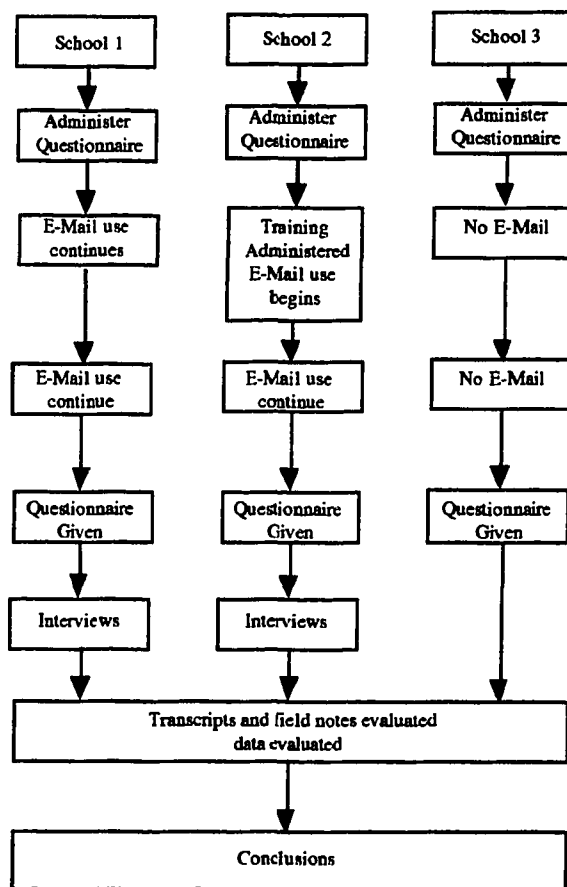 School 1
School 2
School 3
Administer
Questionnaire
Administer
Questionnaire
Administer
Questionnaire
E-Mail use
continues
Training
Administered
E-Mail use
begins
No E-Mail
E-Mail use
continue
E-Mail use
continue
No E-Mail
Questionnaire
Given
Questionnaire
Given
Questionnaire
Given
Interviews
Interviews
Transcripts and field notes evaluated
data evaluated
Conclusions